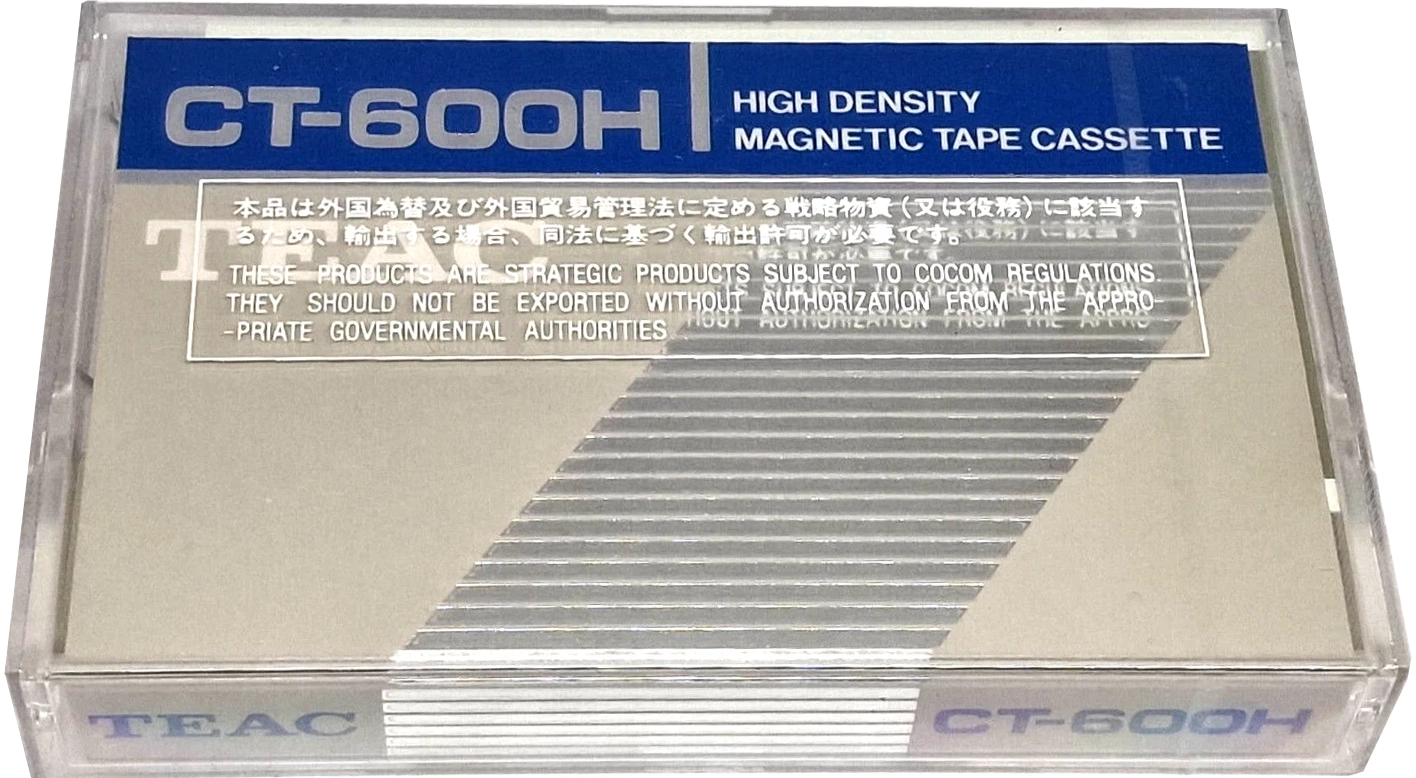 CT-600H
HIGH DENSITY
MAGNETIC TAPE CASSETTE
TEAC
本品は外国為替及び外国貿易管理法に定める戦略物資(又は役務)に該当す
るため、輸出する場合、同法に基づく輸出許可が必要です。
THESE PRODUCTS ARE STRATEGIC PRODUCTS SUBJECT TO COCOM REGULATIONS
THEY SHOULD NOT BE EXPORTED WITHOUT AUTHORIZATION FROM THE APPRO-
-PRIATE GOVERNMENTAL AUTHORITIES
TEAC
CT-600H